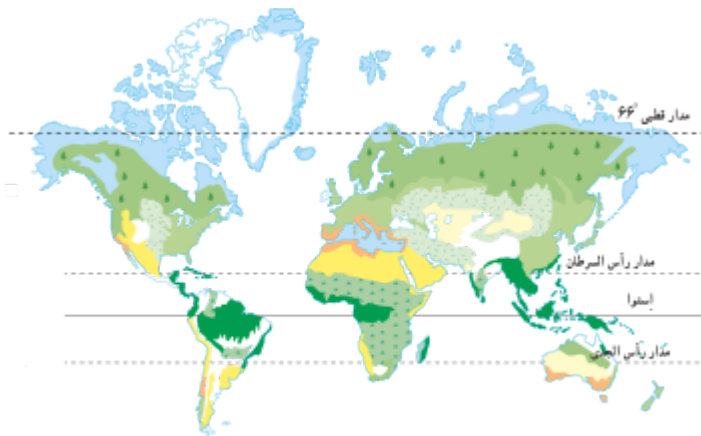 مدار قطبی ۶۶°
مدار رأس السرطان
استوا
مدار رأس الجدی